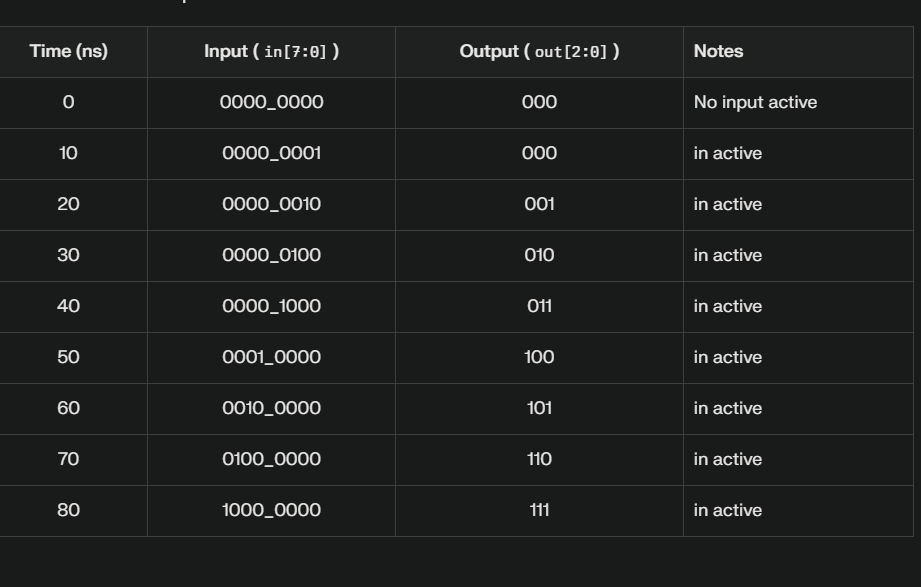 Time (ns) Input ( in[7:0] ) Output ( out[2:0] ) Notes
0 0000_0000 000 No input active
10 0000_0001 000 in active
20 0000_0010 001 in active
30 0000_0100 010 in active
40 0000_1000 011 in active
50 0001_0000 100 in active
60 0010_0000 101 in active
70 0100_0000 110 in active
80 1000_0000 111 in active